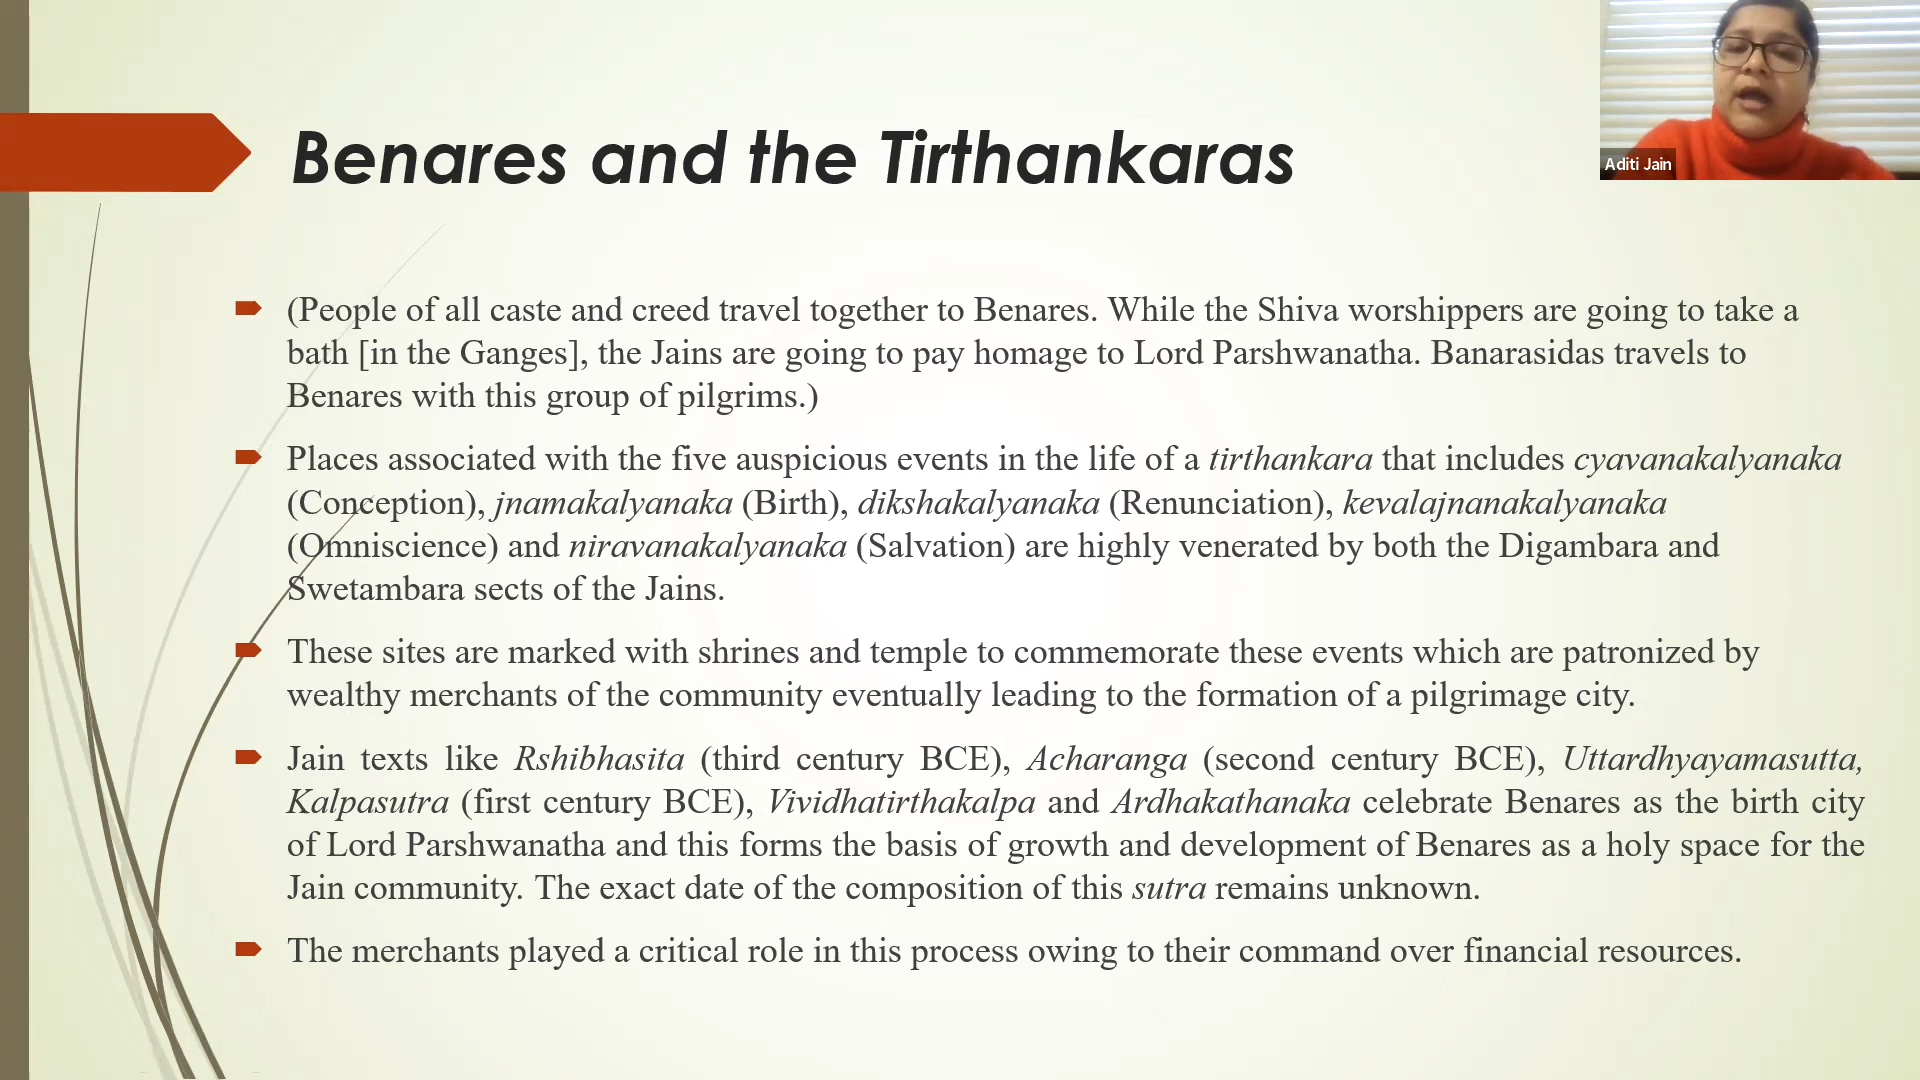 Benares and the Tirthankaras
Aditi Jain
(People of all caste and creed travel together to Benares. While the Shiva worshippers are going to take a
bath [in the Ganges], the Jains are going to pay homage to Lord Parshwanatha. Banarasidas travels to
Benares with this group of pilgrims.)
Places associated with the five auspicious events in the life of a tirthankara that includes cyavanakalyanaka
(Conception), jnamakalyanaka (Birth), dikshakalyanaka (Renunciation), kevalajnanakalyanaka
(Omniscience) and niravanakalyanaka (Salvation) are highly venerated by both the Digambara and
Swetambara sects of the Jains.
These sites are marked with shrines and temple to commemorate these events which are patronized by
wealthy merchants of the community eventually leading to the formation of a pilgrimage city.
Jain texts like Rshibhasita (third century BCE), Acharanga (second century BCE), Uttardhyayamasutta,
Kalpasutra (first century BCE), Vividhatirthakalpa and Ardhakathanaka celebrate Benares as the birth city
of Lord Parshwanatha and this forms the basis of growth and development of Benares as a holy space for the
Jain community. The exact date of the composition of this sutra remains unknown.
The merchants played a critical role in this process owing to their command over financial resources.